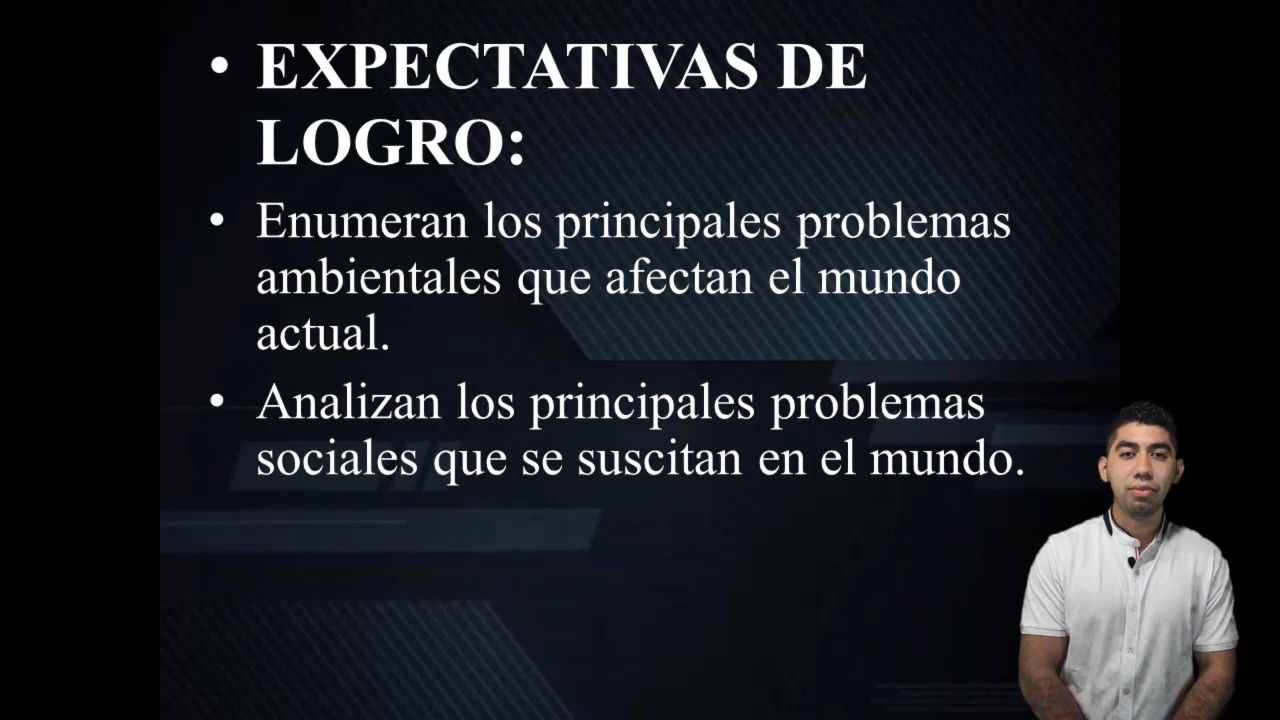 • EXPECTATIVAS DE
LOGRO:
• Enumeran los principales problemas
ambientales que afectan el mundo
actual.
• Analizan los principales problemas
sociales que se suscitan en el mundo.